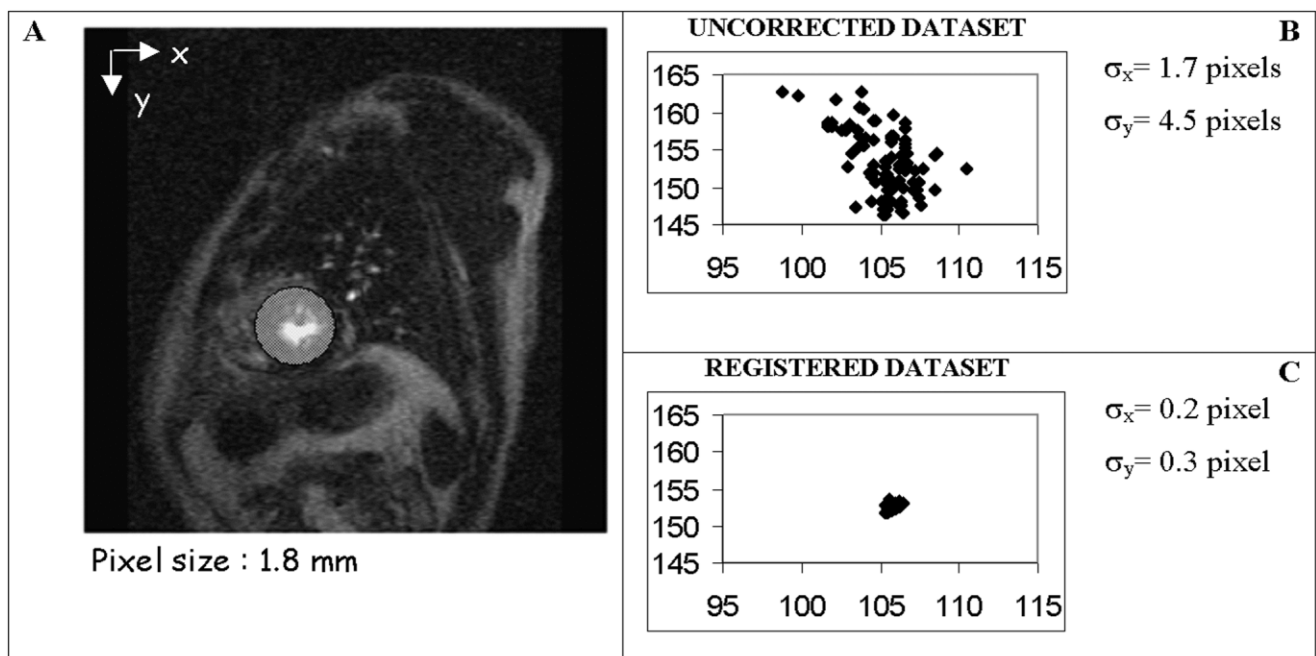 A
x
y
Pixel size : 1.8 mm
UNCORRECTED DATASET
B
165
160
155
150
145
95 100 105 110 115
σx= 1.7 pixels
σy= 4.5 pixels
REGISTERED DATASET
C
165
160
155
150
145
95 100 105 110 115
σx= 0.2 pixel
σy= 0.3 pixel